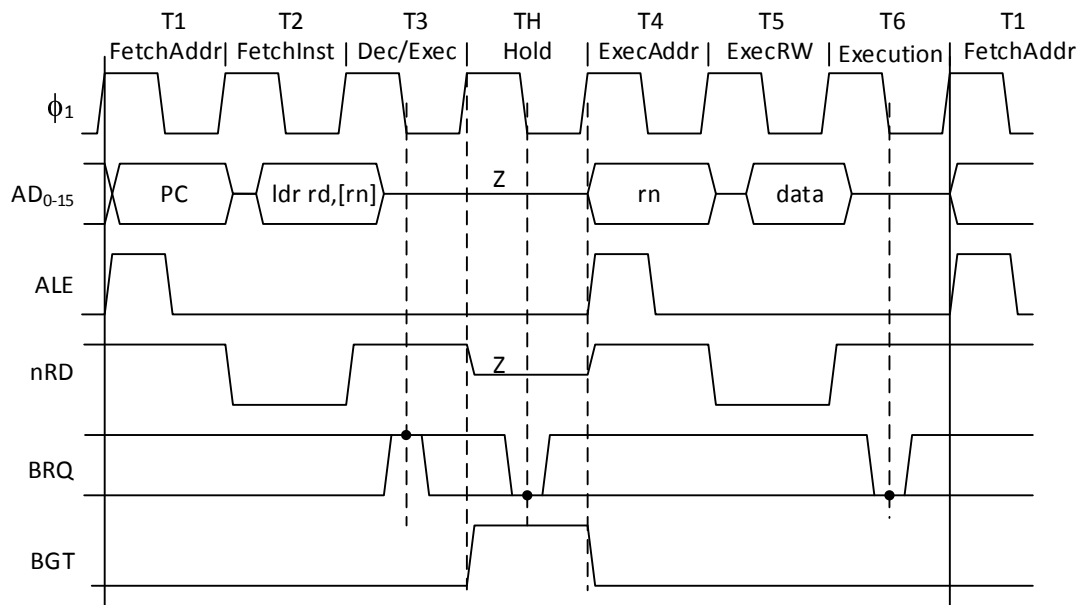 T1 T2 T3 TH T4 T5 T6 T1
FetchAddr FetchInst Dec/Exec Hold ExecAddr ExecRW Execution FetchAddr
ϕ1
AD0-15 PC ldr rd,[rn] Z rn data
ALE
nRD Z
BRQ
BGT